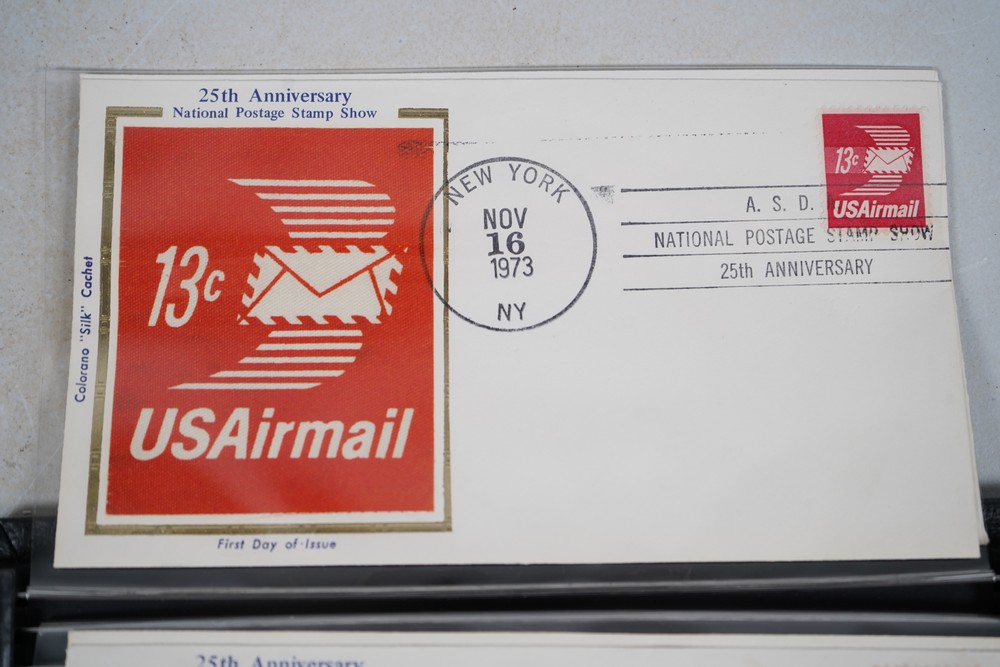 25th Anniversary
National Postage Stamp Show
13c
USAirmail
Colorano "Silk" Cachet
First Day of Issue
NEW YORK
NOV
16
1973
NY
A. S. D.
NATIONAL POSTAGE STAMP SHOW
25th ANNIVERSARY
13c
USAirmail
25th Anniversary